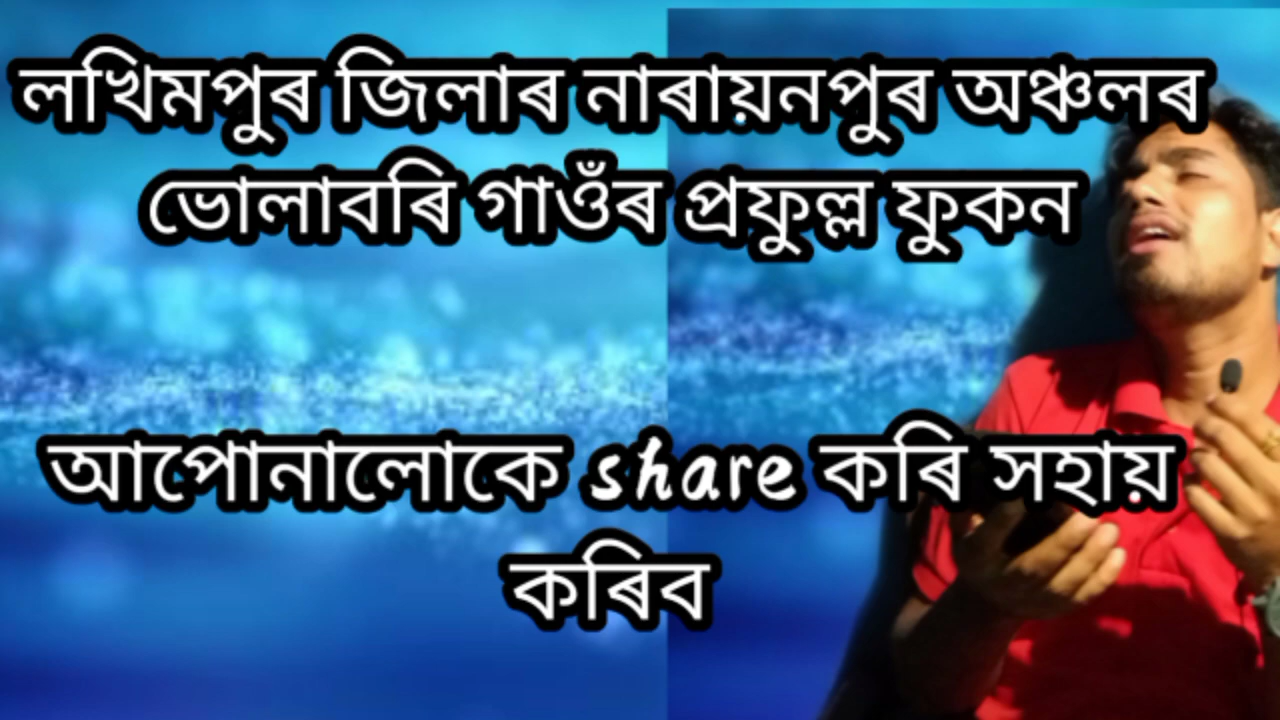 লখিমপুৰ জিলাৰ নাৰায়নপুৰ অঞ্চলৰ
ভোলাবৰি গাওঁৰ প্ৰফুল্ল ফুকন
আপোনালোকে share কৰি সহায়
কৰিব